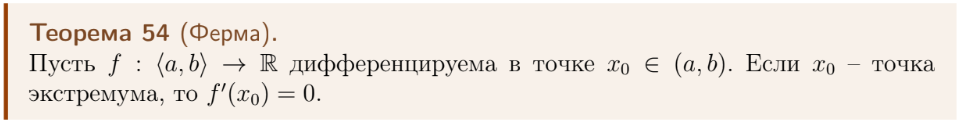 Теорема 54 (Ферма).
Пусть f : ⟨a, b⟩ → ℝ дифференцируема в точке x₀ ∈ (a, b). Если x₀ – точка
экстремума, то f′(x₀) = 0.